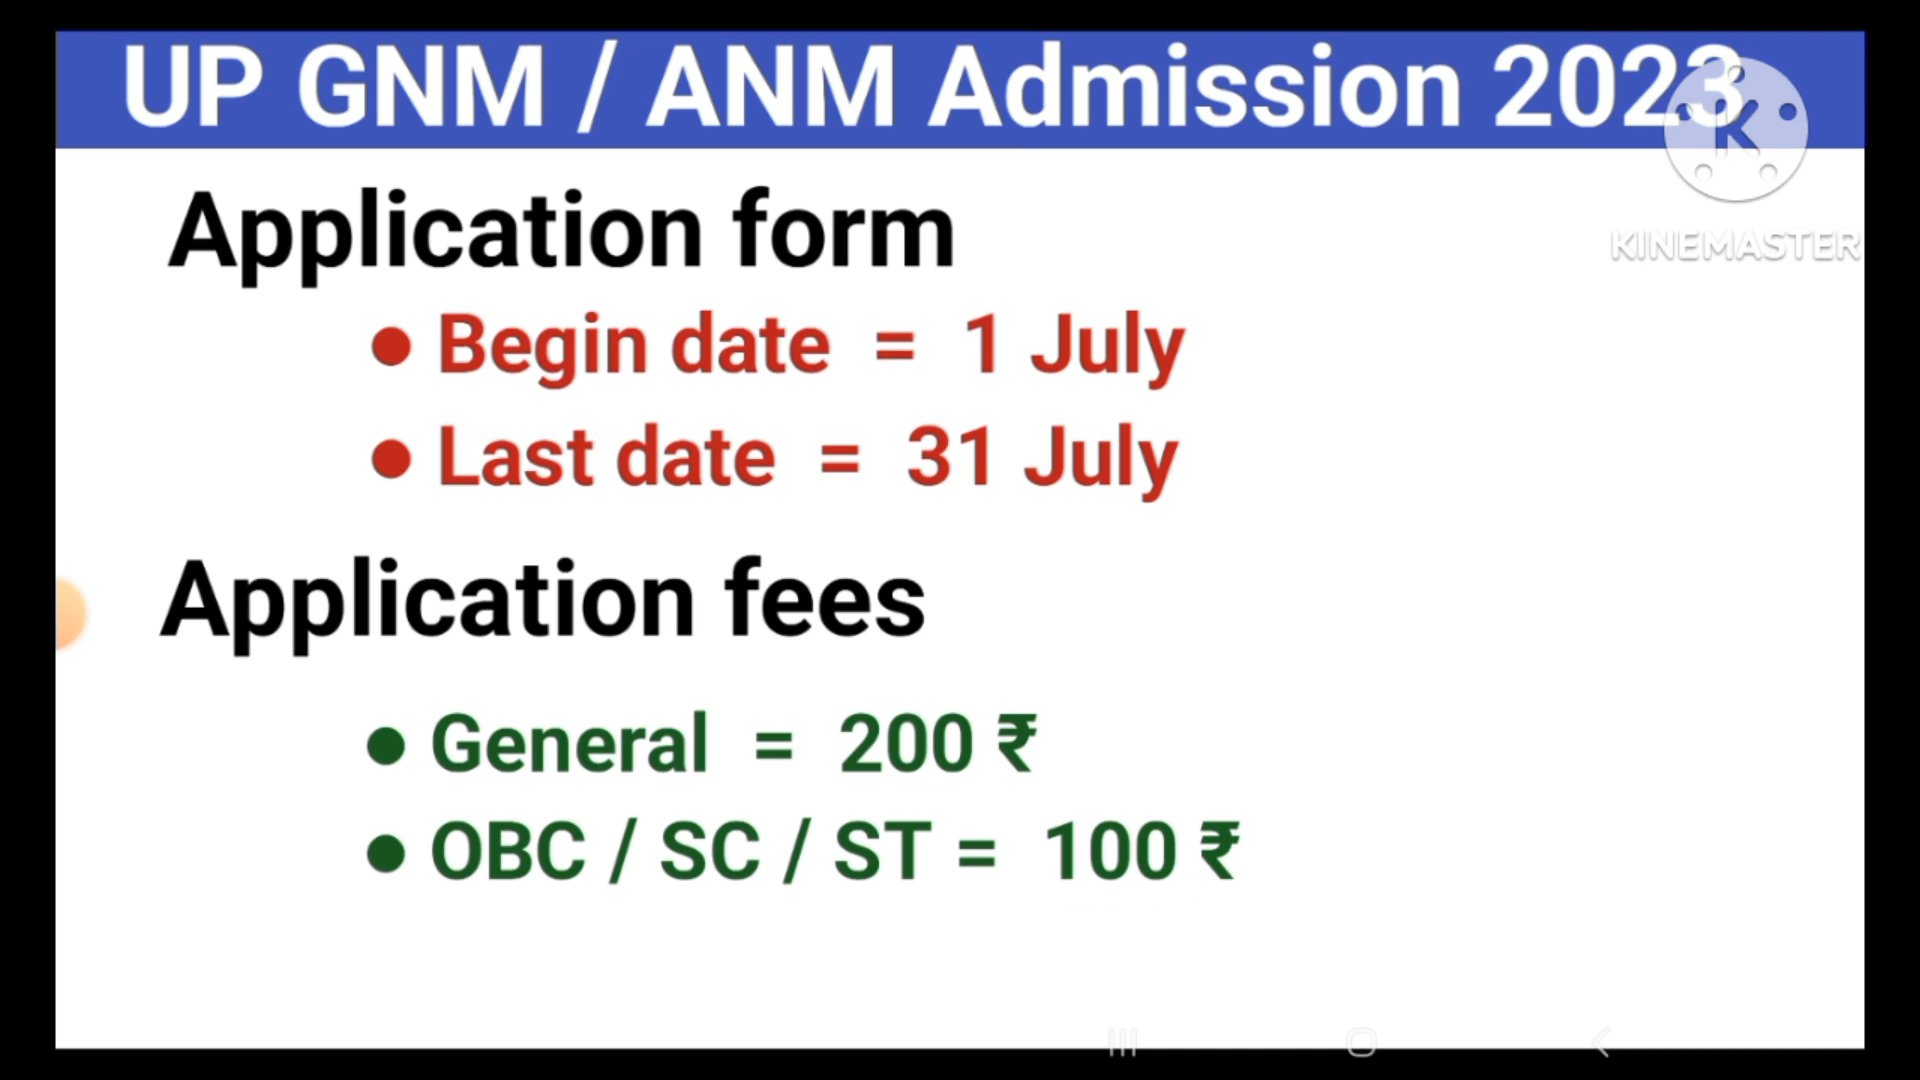 UP GNM / ANM Admission 2023
K
KINEMASTER
Application form
● Begin date = 1 July
● Last date = 31 July
Application fees
● General = 200 ₹
● OBC / SC / ST = 100 ₹